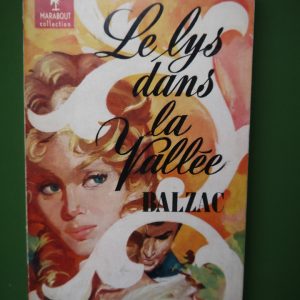 MARABOUT
collection
Le lys
dans
la
Vallée
BALZAC